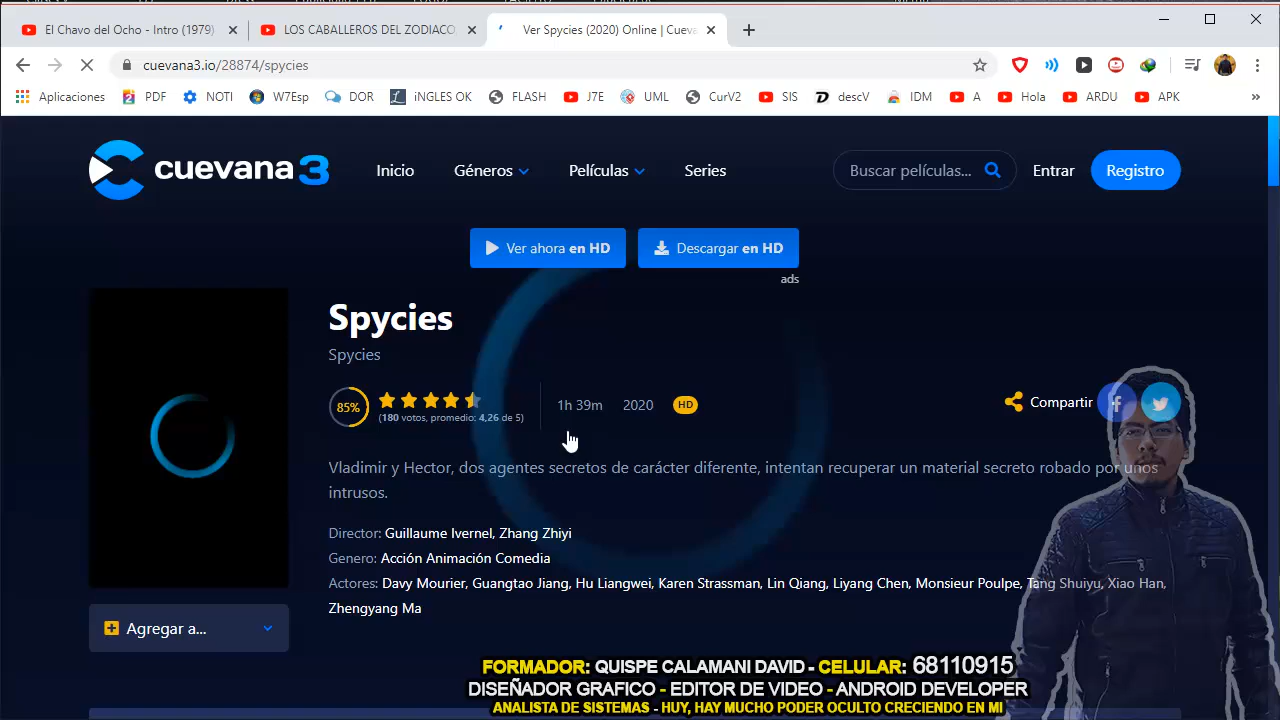 El Chavo del Ocho - Intro (1979)
LOS CABALLEROS DEL ZODIACO
Ver Spycies (2020) Online | Cueva
cuevana3.io/28874/spycies
Aplicaciones PDF NOTI W7Esp DOR iNGLES OK FLASH J7E UML CurV2 SIS descV IDM A Hola ARDU APK »
cuevana 3 Inicio Géneros Películas Series Buscar películas... Entrar Registro
Ver ahora en HD Descargar en HD
ads
Spycies
Spycies
85% (180 votos, promedio: 4,26 de 5) 1h 39m 2020 HD Compartir
Vladimir y Hector, dos agentes secretos de carácter diferente, intentan recuperar un material secreto robado por unos
intrusos.
Director: Guillaume Ivernel, Zhang Zhiyi
Genero: Acción Animación Comedia
Actores: Davy Mourier, Guangtao Jiang, Hu Liangwei, Karen Strassman, Lin Qiang, Liyang Chen, Monsieur Poulpe, Tang Shuiyu, Xiao Han,
Zhengyang Ma
Agregar a...
FORMADOR: QUISPE CALAMANI DAVID - CELULAR: 68110915
DISEÑADOR GRAFICO - EDITOR DE VIDEO - ANDROID DEVELOPER
ANALISTA DE SISTEMAS - HUY, HAY MUCHO PODER OCULTO CRECIENDO EN MI